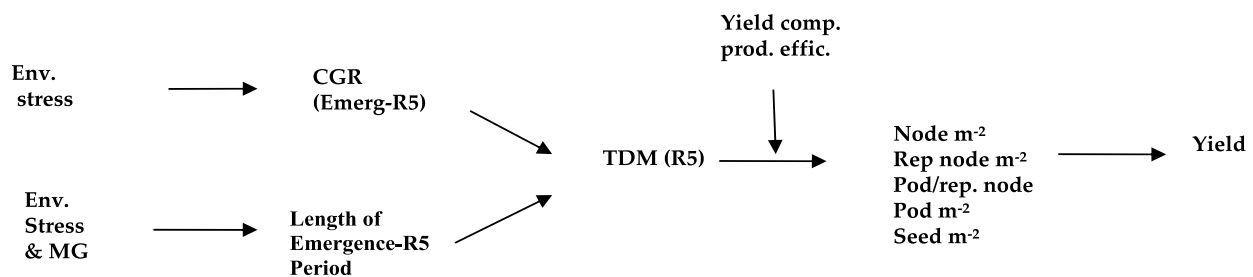 Yield comp.
prod. effic.
Env.
stress
CGR
(Emerg-R5)
TDM (R5)
Node m-2
Rep node m-2
Pod/rep. node
Pod m-2
Seed m-2
Yield
Env.
Stress
& MG
Length of
Emergence-R5
Period